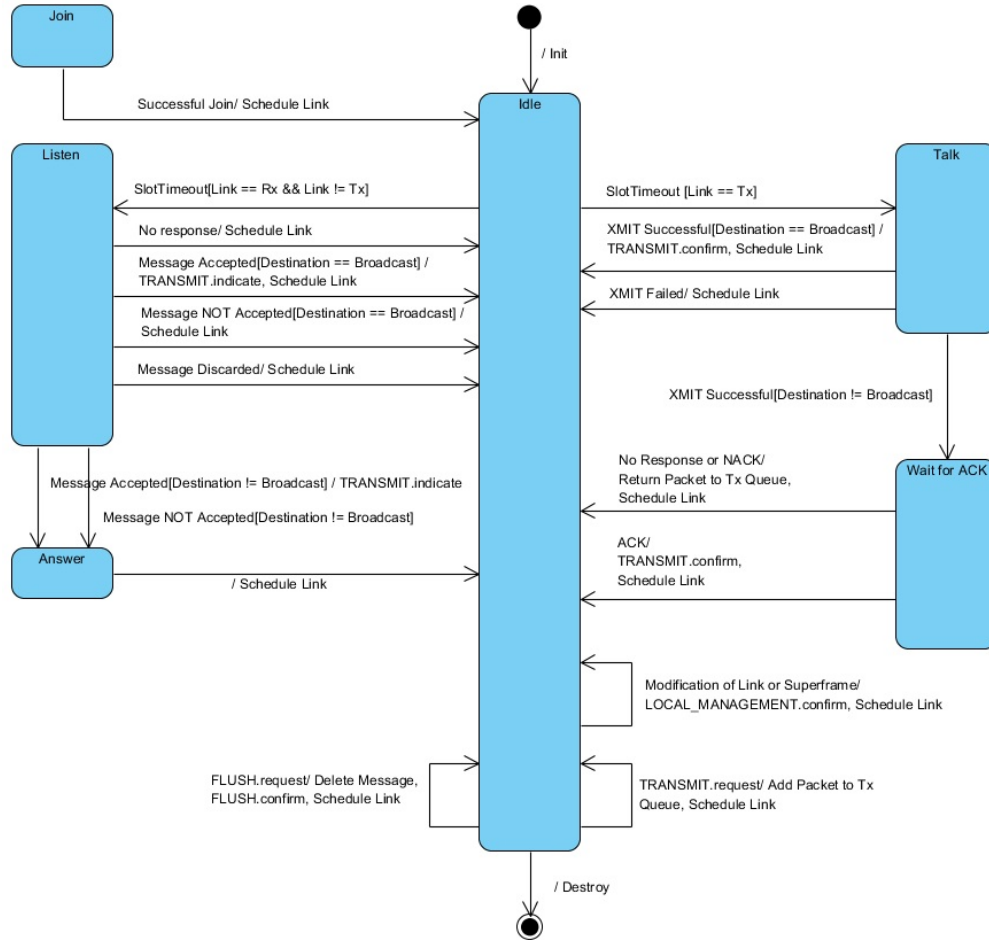 Join
/ Init
Successful Join/ Schedule Link
Idle
Listen
Talk
SlotTimeout[Link == Rx && Link != Tx]
SlotTimeout [Link == Tx]
No response/ Schedule Link
XMIT Successful[Destination == Broadcast] /
TRANSMIT.confirm, Schedule Link
Message Accepted[Destination == Broadcast] /
TRANSMIT.indicate, Schedule Link
XMIT Failed/ Schedule Link
Message NOT Accepted[Destination == Broadcast] /
Schedule Link
Message Discarded/ Schedule Link
XMIT Successful[Destination != Broadcast]
No Response or NACK/
Return Packet to Tx Queue,
Schedule Link
Wait for ACK
Message Accepted[Destination != Broadcast] / TRANSMIT.indicate
Message NOT Accepted[Destination != Broadcast]
ACK/
TRANSMIT.confirm,
Schedule Link
Answer
/ Schedule Link
Modification of Link or Superframe/
LOCAL_MANAGEMENT.confirm, Schedule Link
FLUSH.request/ Delete Message,
FLUSH.confirm, Schedule Link
TRANSMIT.request/ Add Packet to Tx
Queue, Schedule Link
/ Destroy